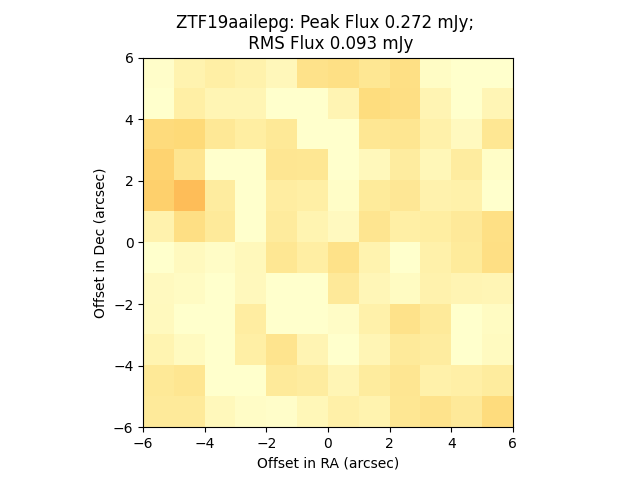 ZTF19aailepg: Peak Flux 0.272 mJy;
RMS Flux 0.093 mJy
6
4
2
0
−2
−4
−6
Offset in Dec (arcsec)
−6 −4 −2 0 2 4 6
Offset in RA (arcsec)